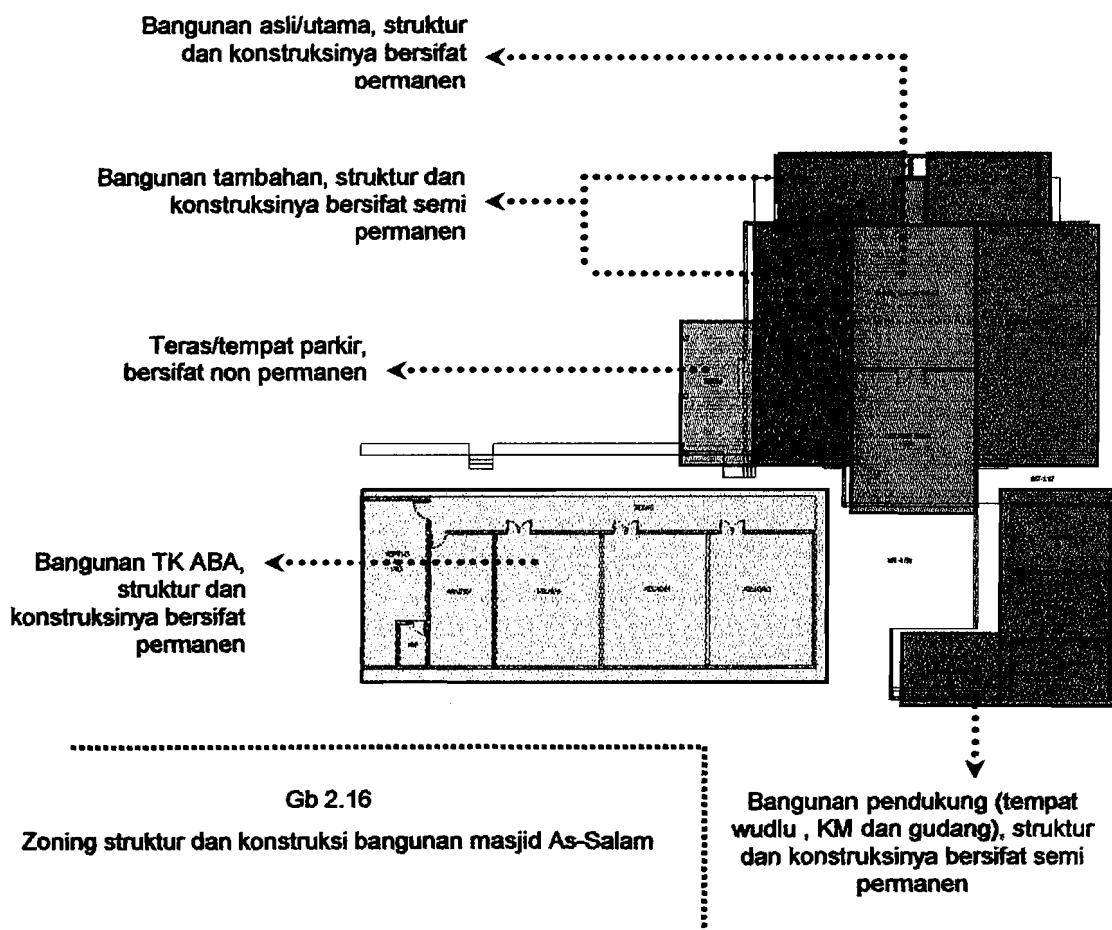 Bangunan asli/utama, struktur
dan konstruksinya bersifat
permanen
Bangunan tambahan, struktur dan
konstruksinya bersifat semi
permanen
Teras/tempat parkir,
bersifat non permanen
Bangunan TK ABA,
struktur dan
konstruksinya bersifat
permanen
Gb 2.16
Zoning struktur dan konstruksi bangunan masjid As-Salam
Bangunan pendukung (tempat
wudlu , KM dan gudang), struktur
dan konstruksinya bersifat semi
permanen